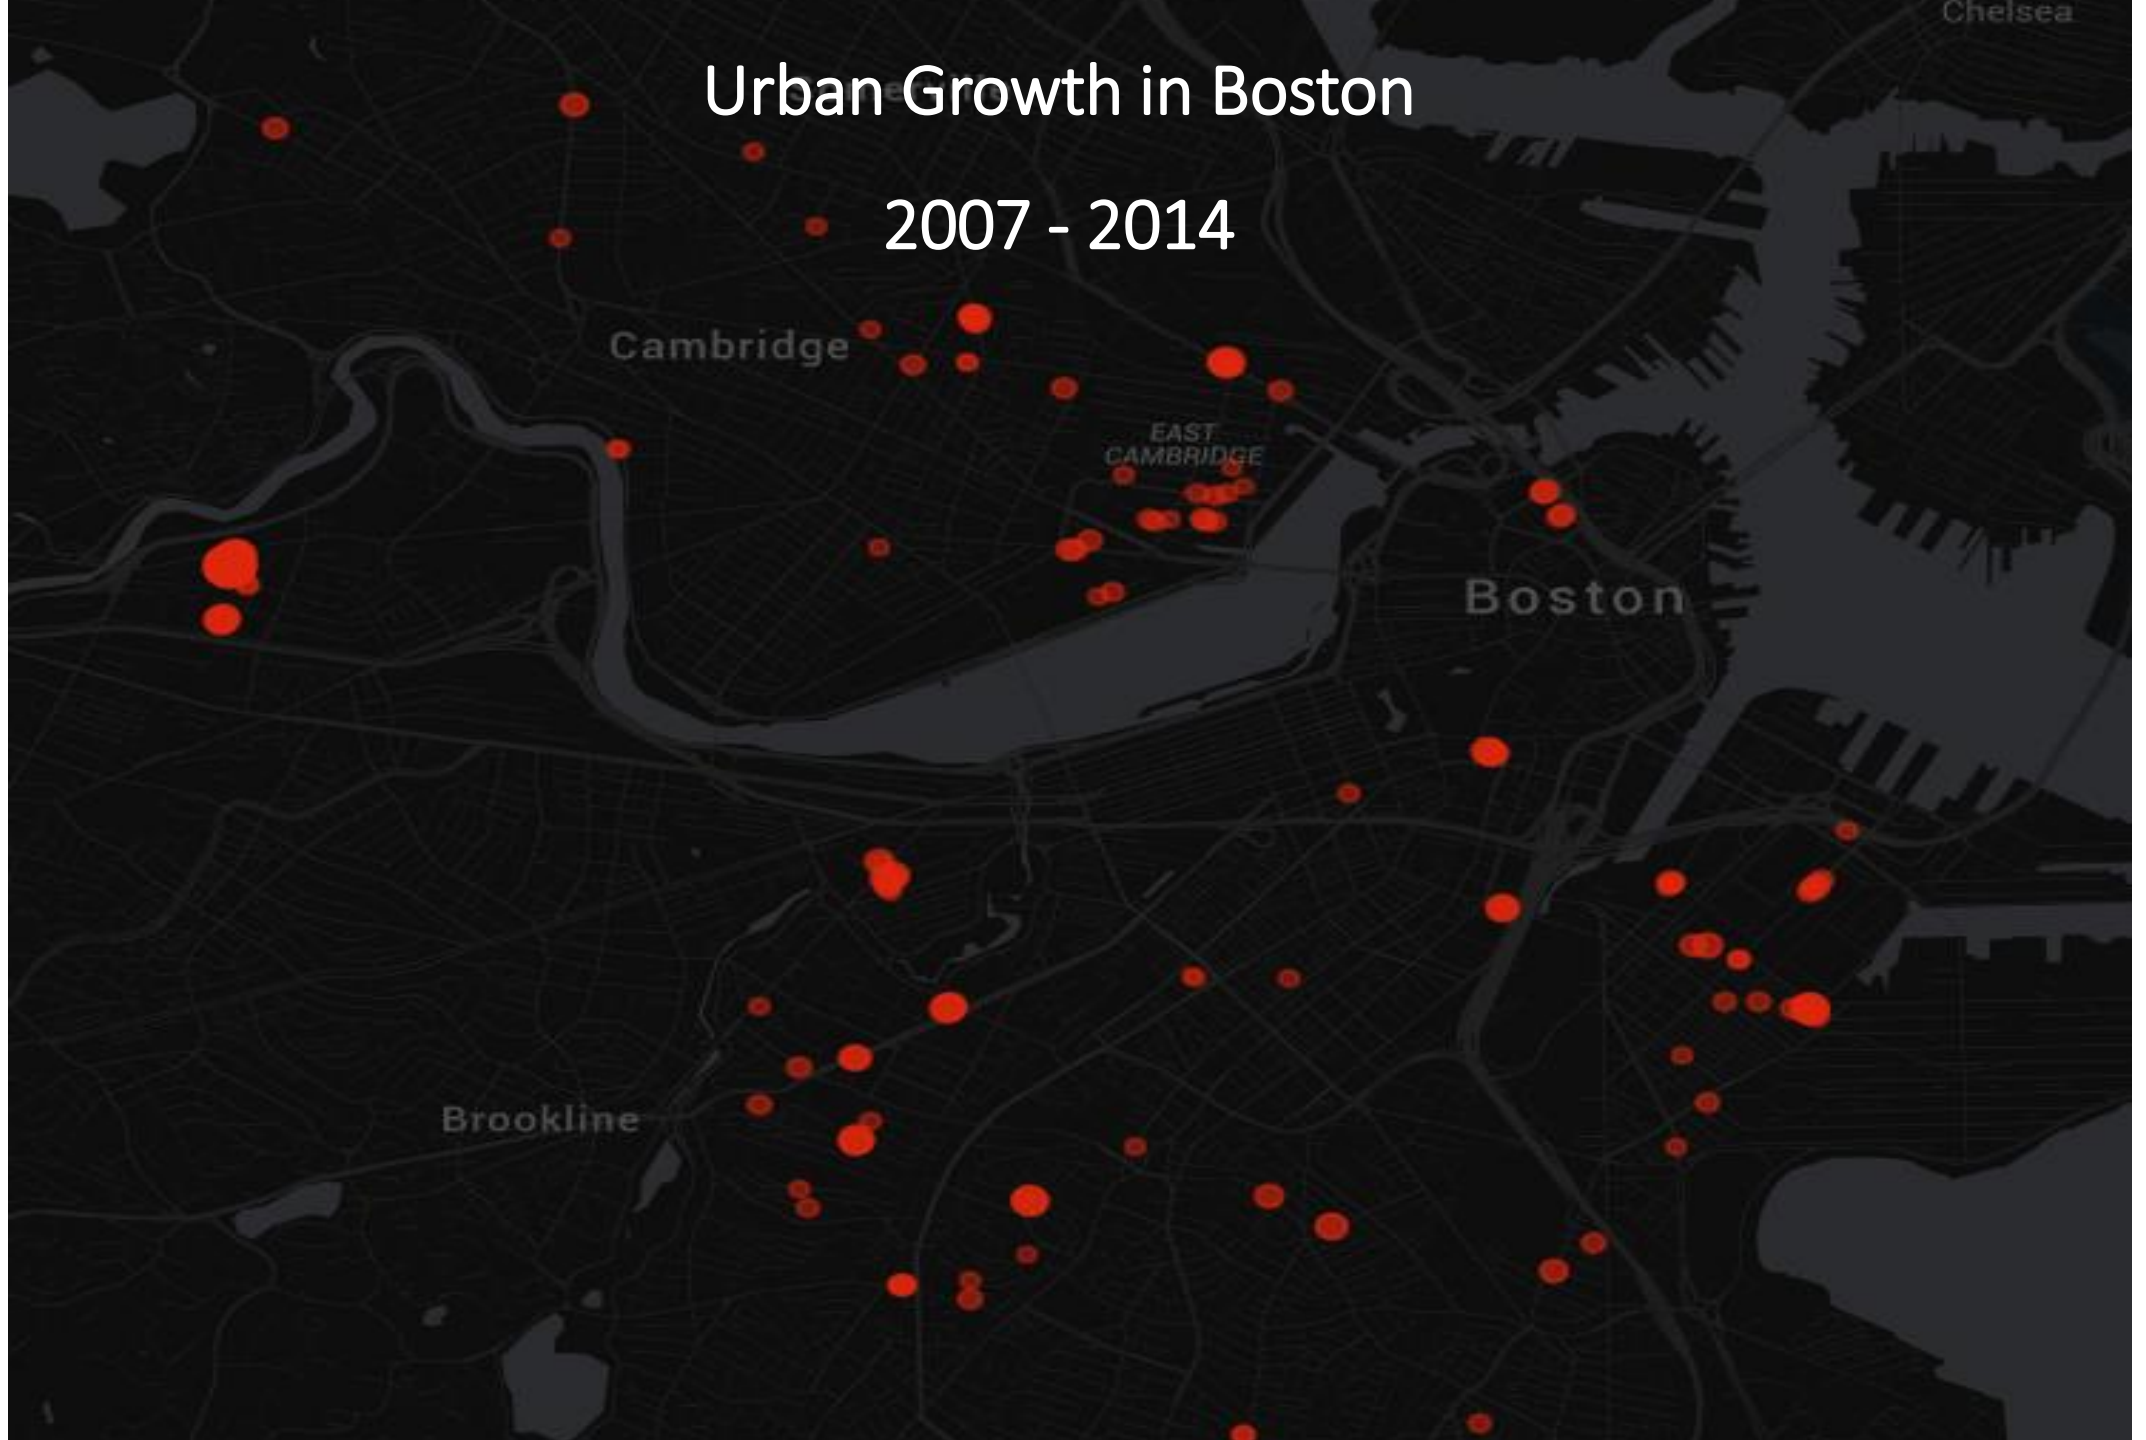 Chelsea
Urban Growth in Boston
2007 - 2014
Cambridge
EAST
CAMBRIDGE
Boston
Brookline